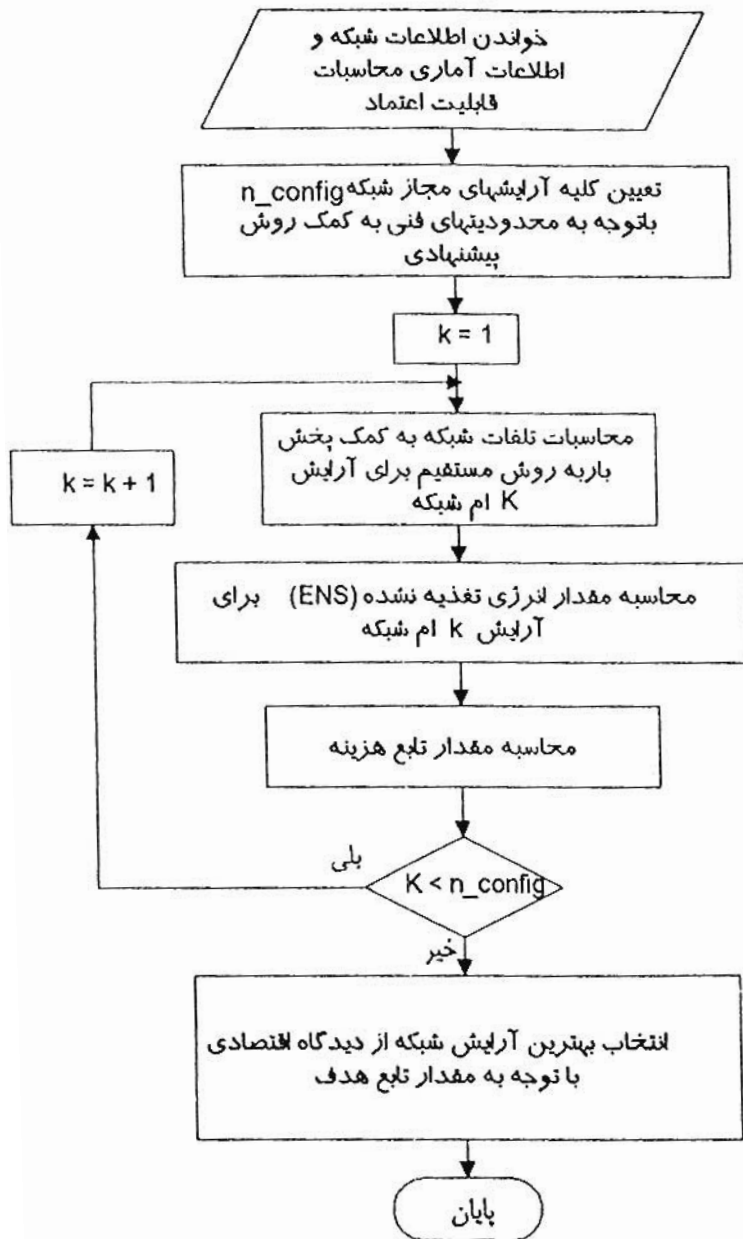 خواندن اطلاعات شبکه و
اطلاعات آماری محاسبات
قابلیت اعتماد
تعیین کلیه آرایشهای مجاز شبکه n_config
باتوجه به محدودیتهای فنی به کمک روش
پیشنهادی
k = 1
محاسبات تلفات شبکه به کمک پخش
باربه روش مستقیم برای آرایش
K ام شبکه
k = k + 1
محاسبه مقدار انرژی تغذیه نشده (ENS) برای
آرایش k ام شبکه
محاسبه مقدار تابع هزینه
بلی
K < n_config
خیر
انتخاب بهترین آرایش شبکه از دیدگاه اقتصادی
با توجه به مقدار تابع هدف
پایان